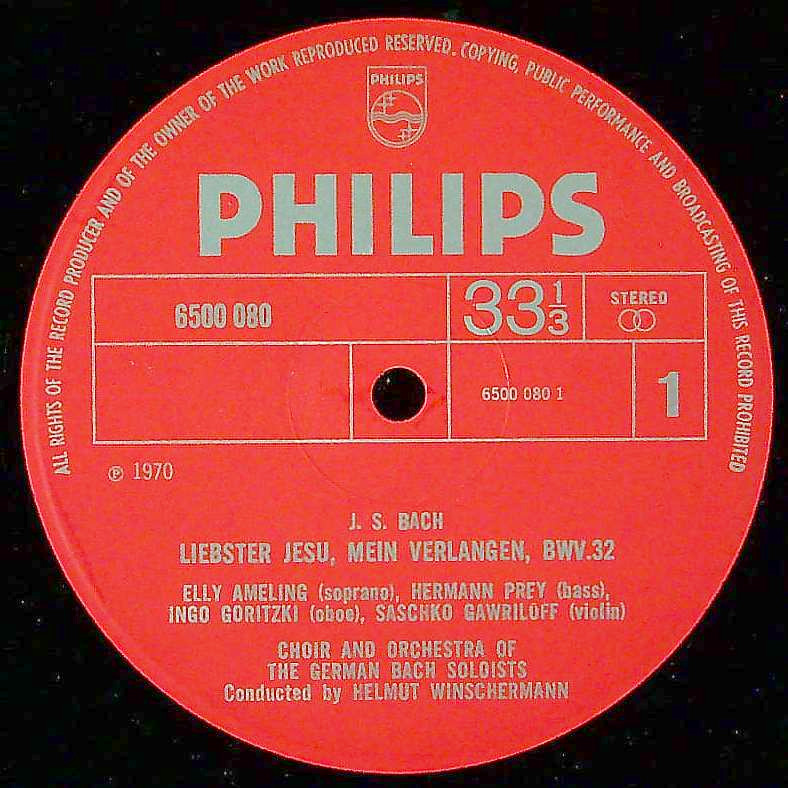 ALL RIGHTS OF THE RECORD PRODUCER AND OF THE OWNER OF THE WORK REPRODUCED RESERVED. COPYING, PUBLIC PERFORMANCE AND BROADCASTING OF THIS RECORD PROHIBITED
PHILIPS
PHILIPS
6500 080
33 1/3
STEREO
6500 080 1
1
℗ 1970
J. S. BACH
LIEBSTER JESU, MEIN VERLANGEN, BWV.32
ELLY AMELING (soprano), HERMANN PREY (bass),
INGO GORITZKI (oboe), SASCHKO GAWRILOFF (violin)
CHOIR AND ORCHESTRA OF
THE GERMAN BACH SOLOISTS
Conducted by HELMUT WINSCHERMANN